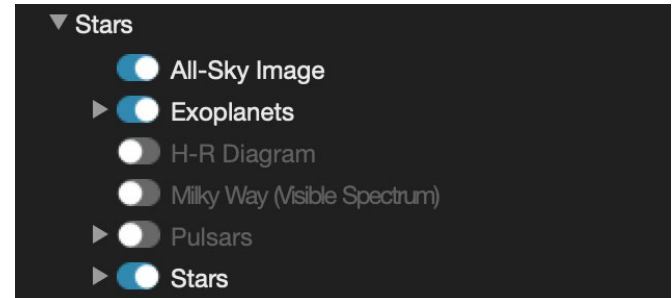 Stars
All-Sky Image
Exoplanets
H-R Diagram
Milky Way (Visible Spectrum)
Pulsars
Stars